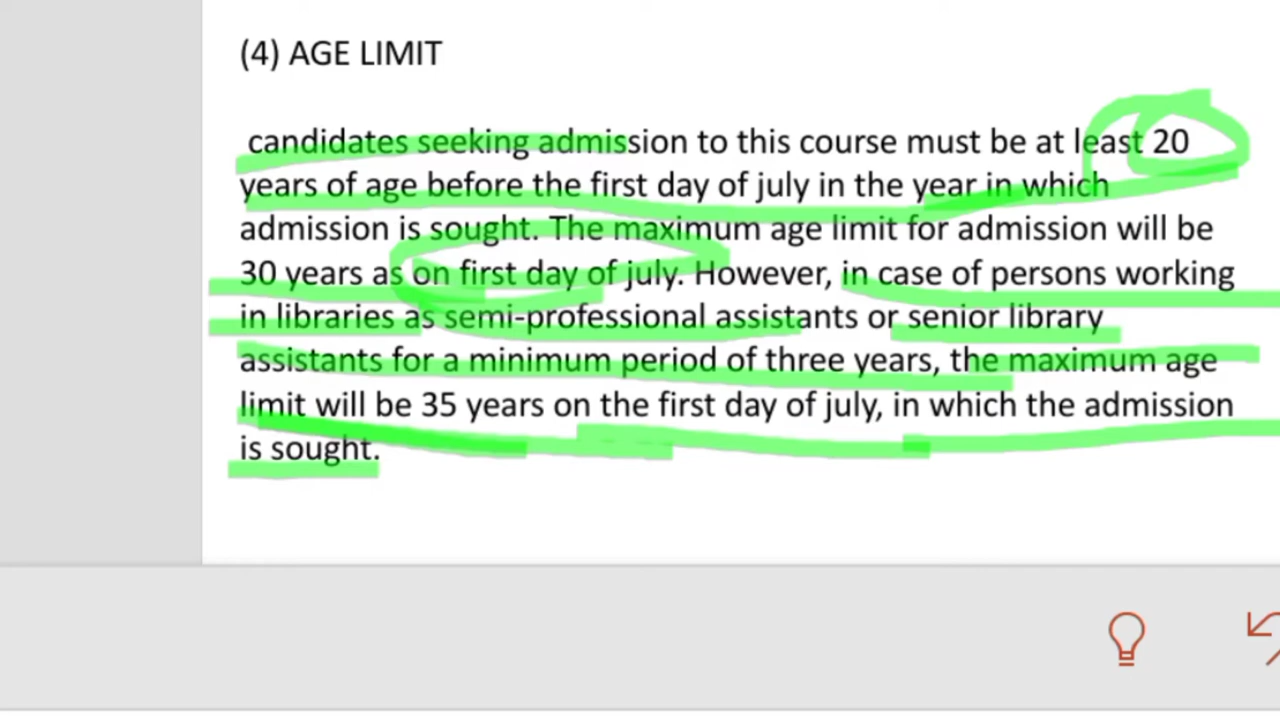 (4) AGE LIMIT
candidates seeking admission to this course must be at least 20
years of age before the first day of july in the year in which
admission is sought. The maximum age limit for admission will be
30 years as on first day of july. However, in case of persons working
in libraries as semi-professional assistants or senior library
assistants for a minimum period of three years, the maximum age
limit will be 35 years on the first day of july, in which the admission
is sought.